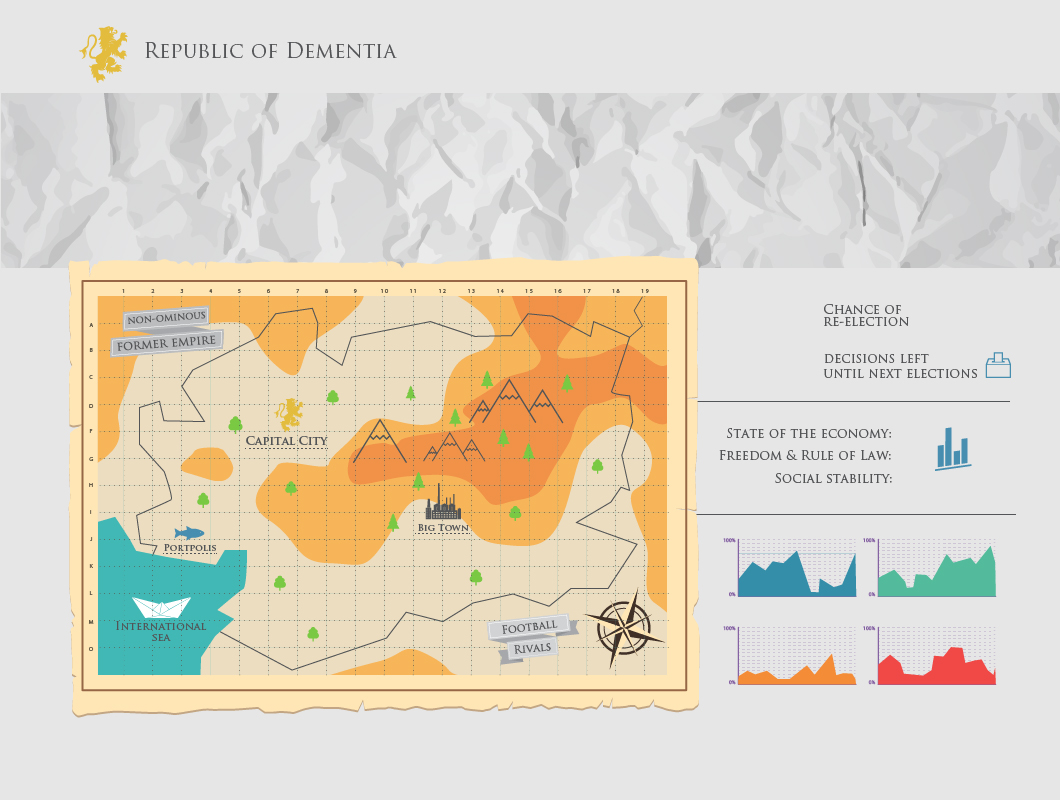 Republic of Dementia
1 2 3 4 5 6 7 8 9 10 11 12 13 14 15 16 17 18 19
NON-OMINOUS
FORMER EMPIRE
A
B
C
D
F
G
H
I
J
K
L
M
O
Capital City
Big Town
Portpolis
International
sea
Football
Rivals
Chance of
re-election
decisions left
until next elections
State of the economy:
Freedom & Rule of Law:
Social stability:
100%
0%
100%
0%
100%
0%
100%
0%